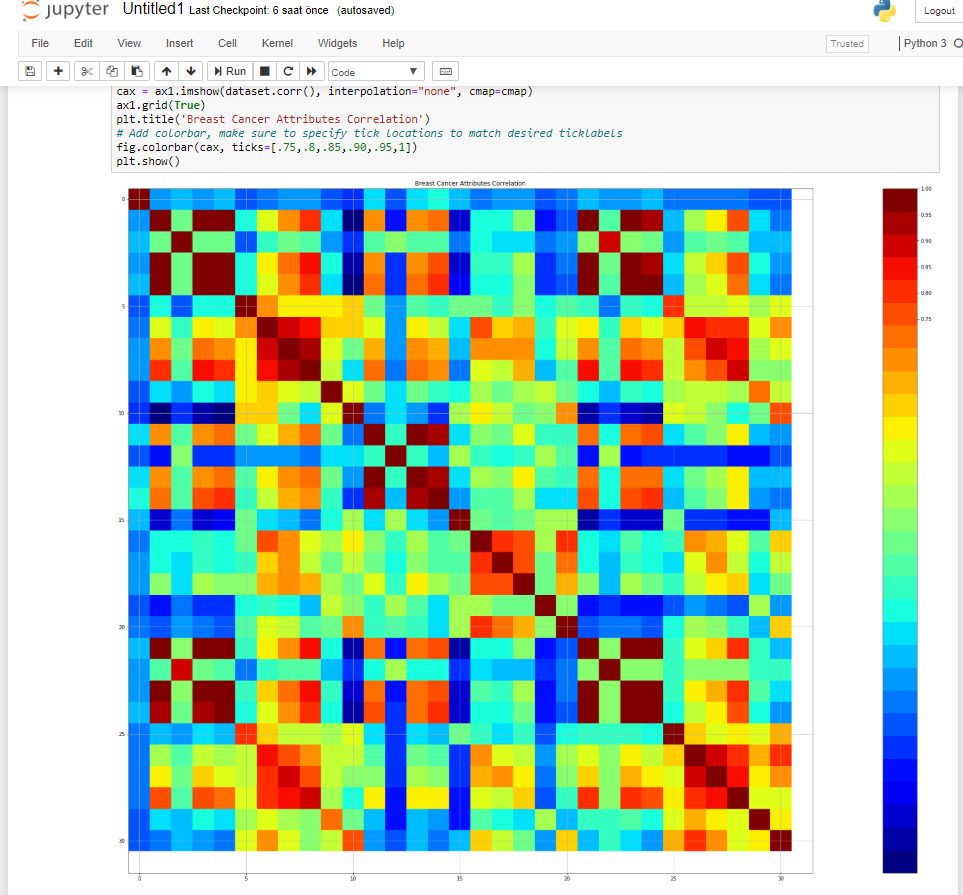 jupyter Untitled1 Last Checkpoint: 6 saat önce (autosaved)
Logout
File Edit View Insert Cell Kernel Widgets Help
Trusted Python 3
Run Code
cax = ax1.imshow(dataset.corr(), interpolation="none", cmap=cmap)
ax1.grid(True)
plt.title('Breast Cancer Attributes Correlation')
# Add colorbar, make sure to specify tick locations to match desired ticklabels
fig.colorbar(cax, ticks=[.75,.8,.85,.90,.95,1])
plt.show()
Breast Cancer Attributes Correlation
0
5
10
15
20
25
30
0 5 10 15 20 25 30
1.00
0.95
0.90
0.85
0.80
0.75